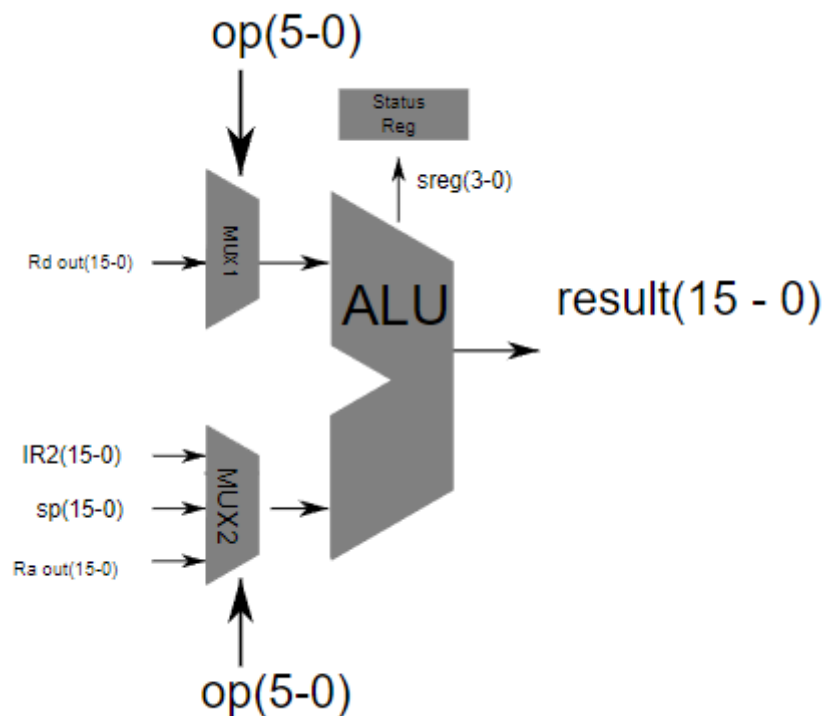 op(5-0)
Status
Reg
sreg(3-0)
MUX1
Rd out(15-0)
ALU
result(15 - 0)
IR2(15-0)
MUX2
sp(15-0)
Ra out(15-0)
op(5-0)